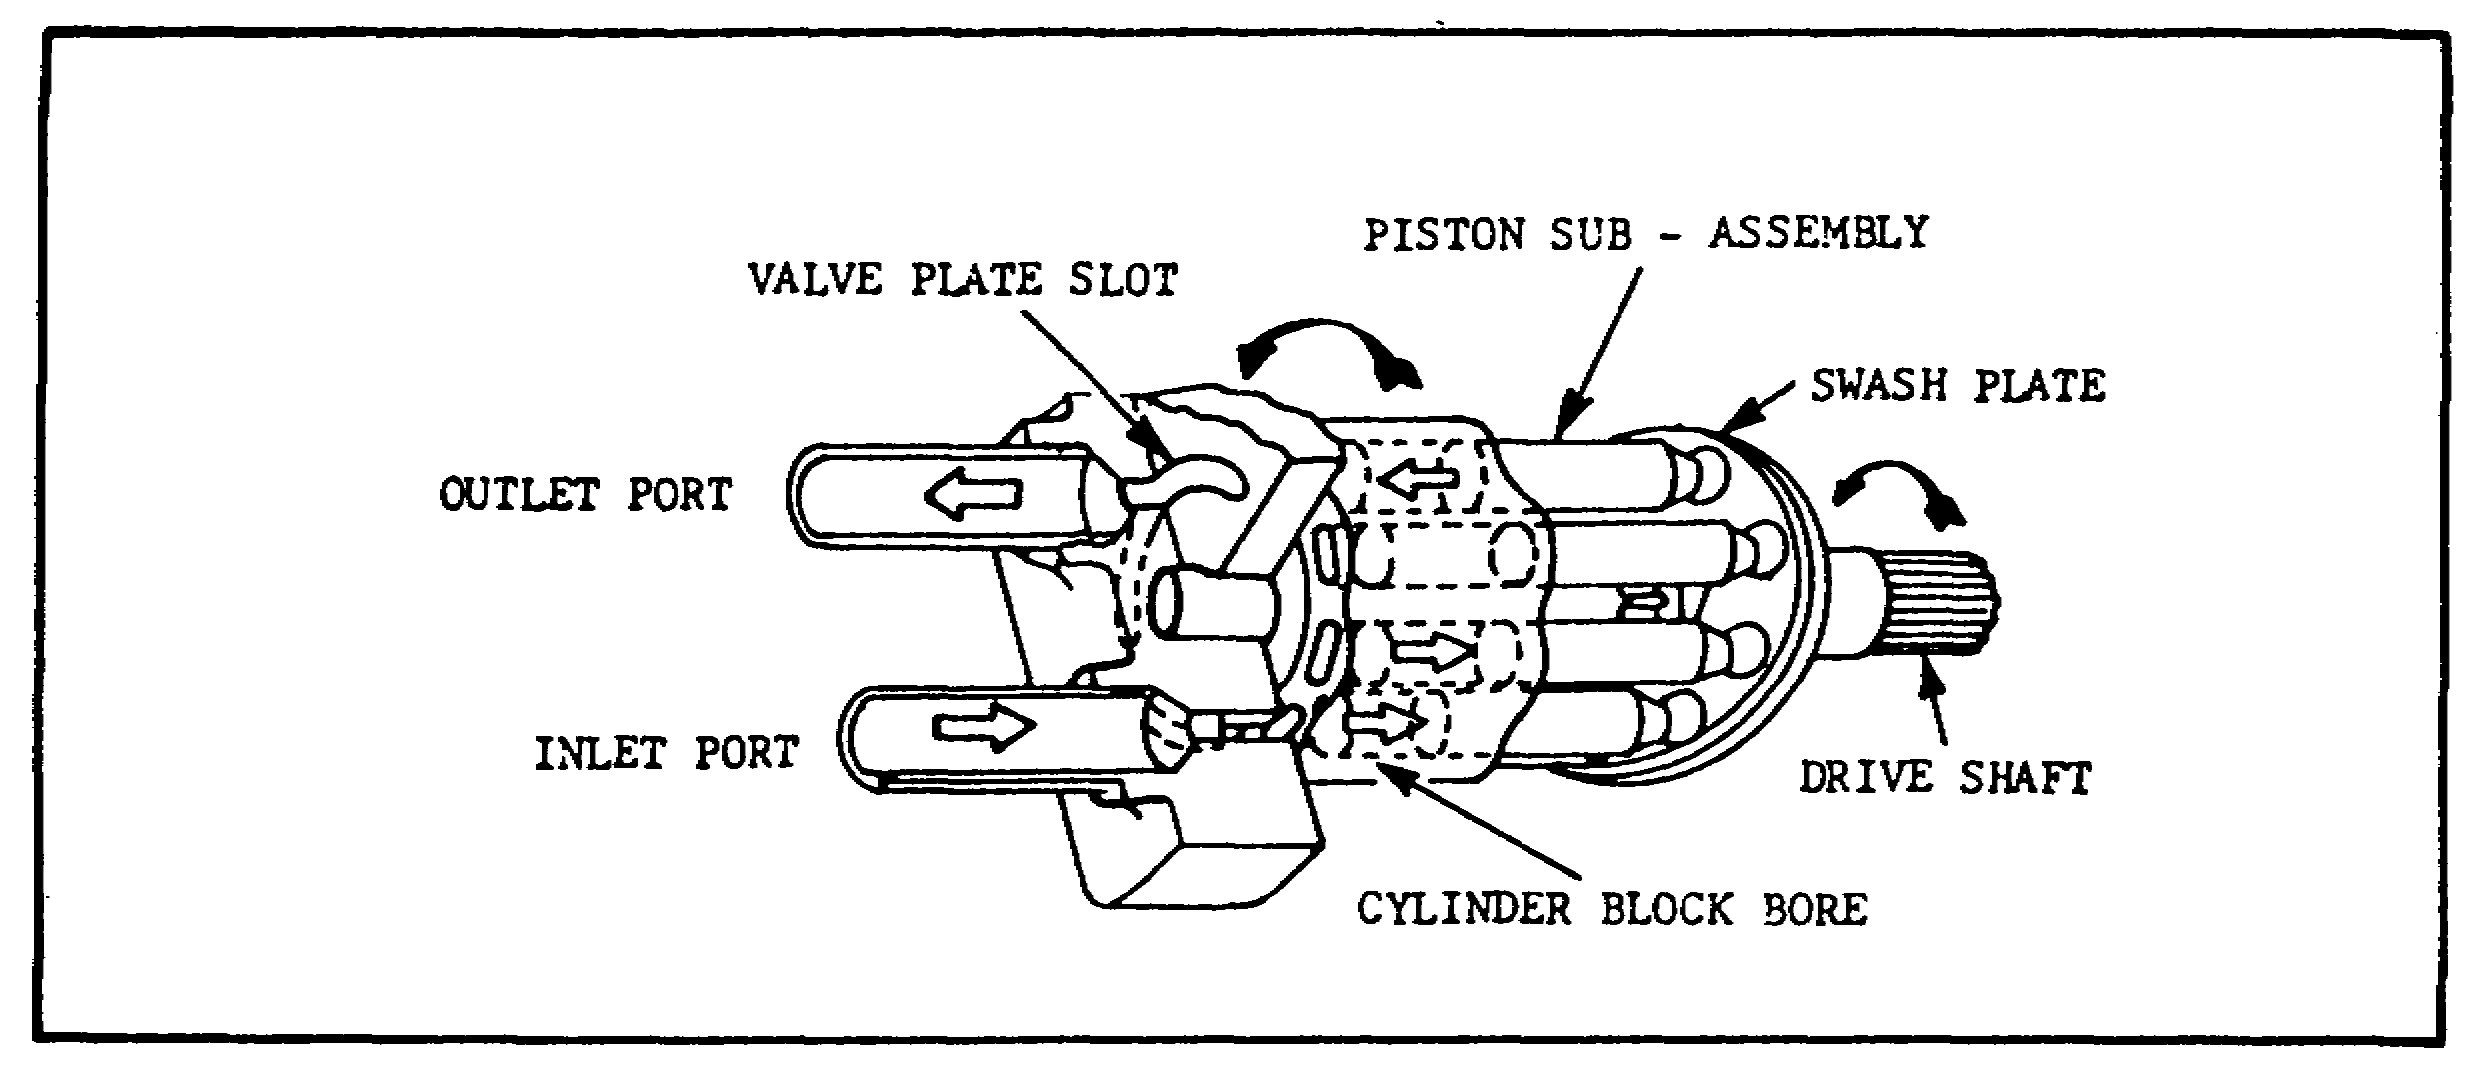 PISTON SUB - ASSEMBLY
VALVE PLATE SLOT
SWASH PLATE
OUTLET PORT
INLET PORT
DRIVE SHAFT
CYLINDER BLOCK BORE